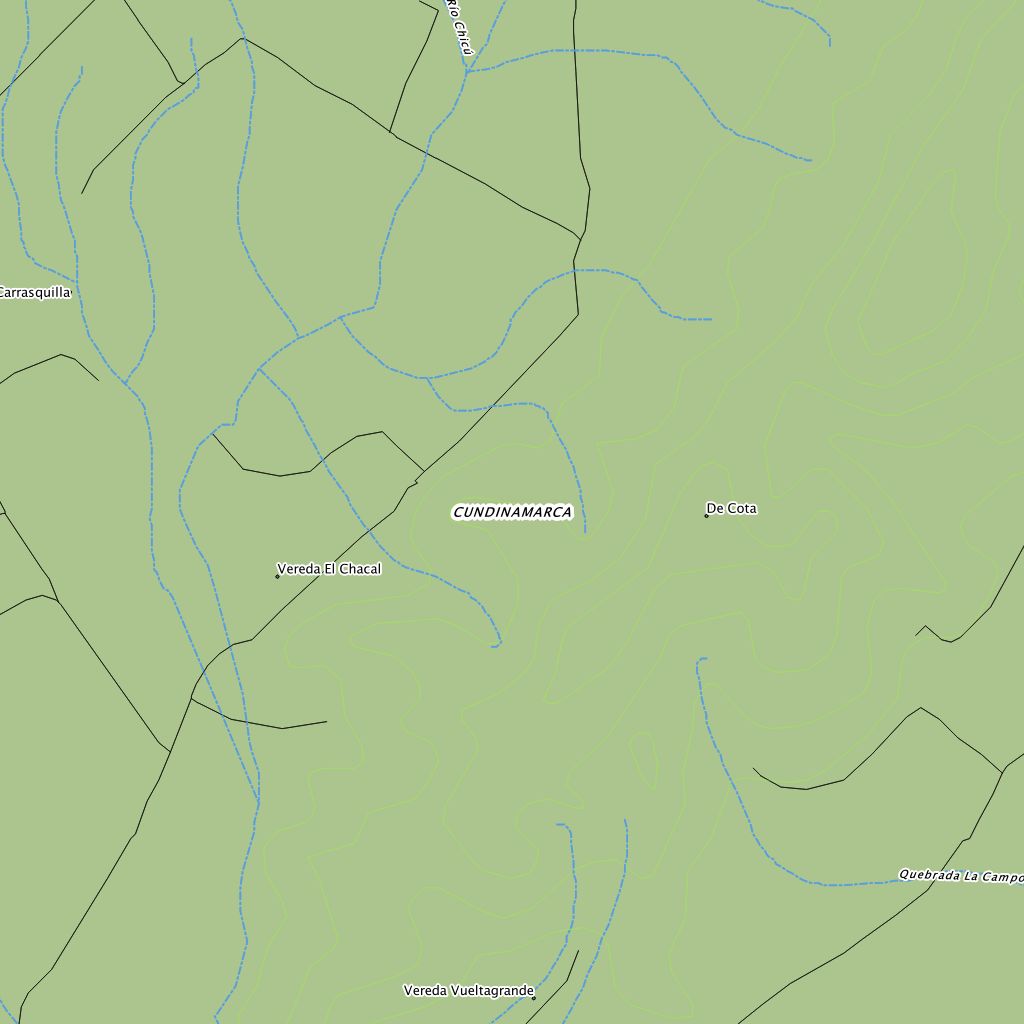 Río Chicú
Carrasquilla
CUNDINAMARCA
De Cota
Vereda El Chacal
Quebrada La Campo
Vereda Vueltagrande